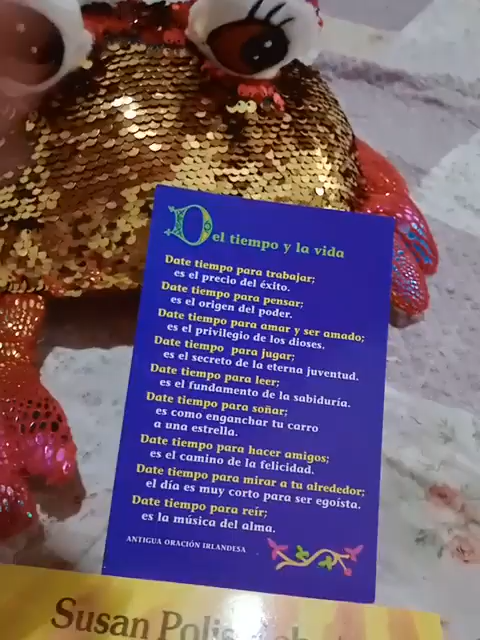 Del tiempo y la vida
Date tiempo para trabajar;
es el precio del éxito.
Date tiempo para pensar;
es el origen del poder.
Date tiempo para amar y ser amado;
es el privilegio de los dioses.
Date tiempo para jugar;
es el secreto de la eterna juventud.
Date tiempo para leer;
es el fundamento de la sabiduría.
Date tiempo para soñar;
es como enganchar tu carro
a una estrella.
Date tiempo para hacer amigos;
es el camino de la felicidad.
Date tiempo para mirar a tu alrededor;
el día es muy corto para ser egoísta.
Date tiempo para reír;
es la música del alma.
ANTIGUA ORACIÓN IRLANDESA
Susan